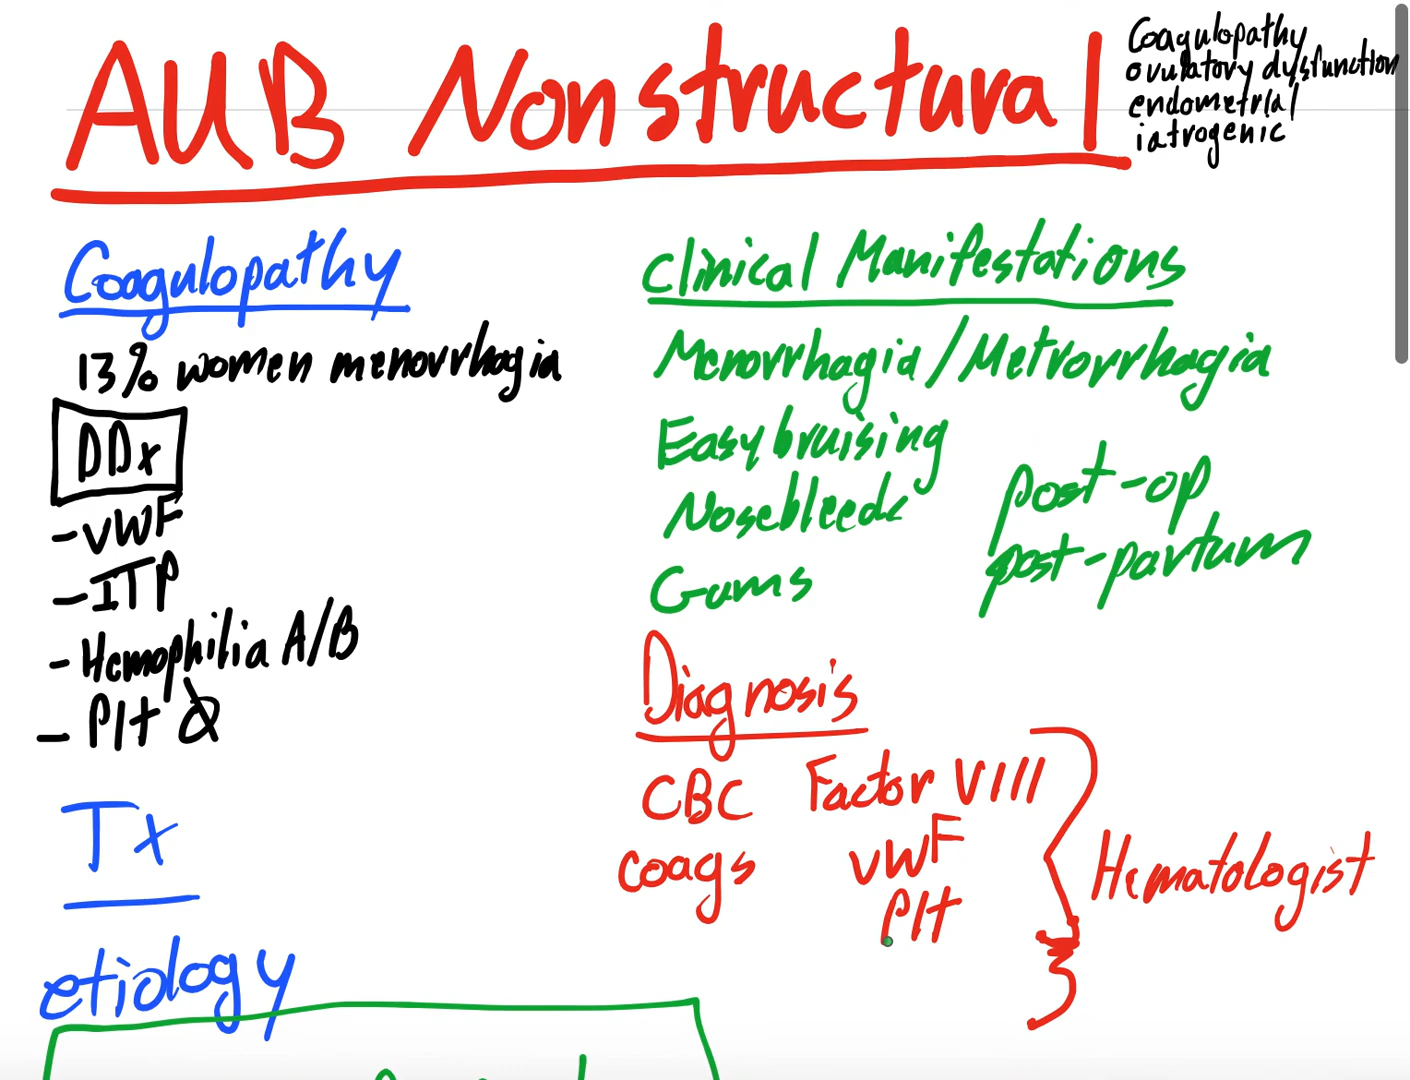 AUB Nonstructural
Coagulopathy
ovulatory dysfunction
endometrial
iatrogenic
Coagulopathy
13% women menorrhagia
DDx
- vWF
- ITP
- Hemophilia A/B
- Plt
Tx
etiology
Clinical Manifestations
Menorrhagia/Metrorrhagia
Easy bruising
Nosebleeds
Gums
post-op
post-partum
Diagnosis
CBC Factor VIII
coags vWF
Plt
Hematologist